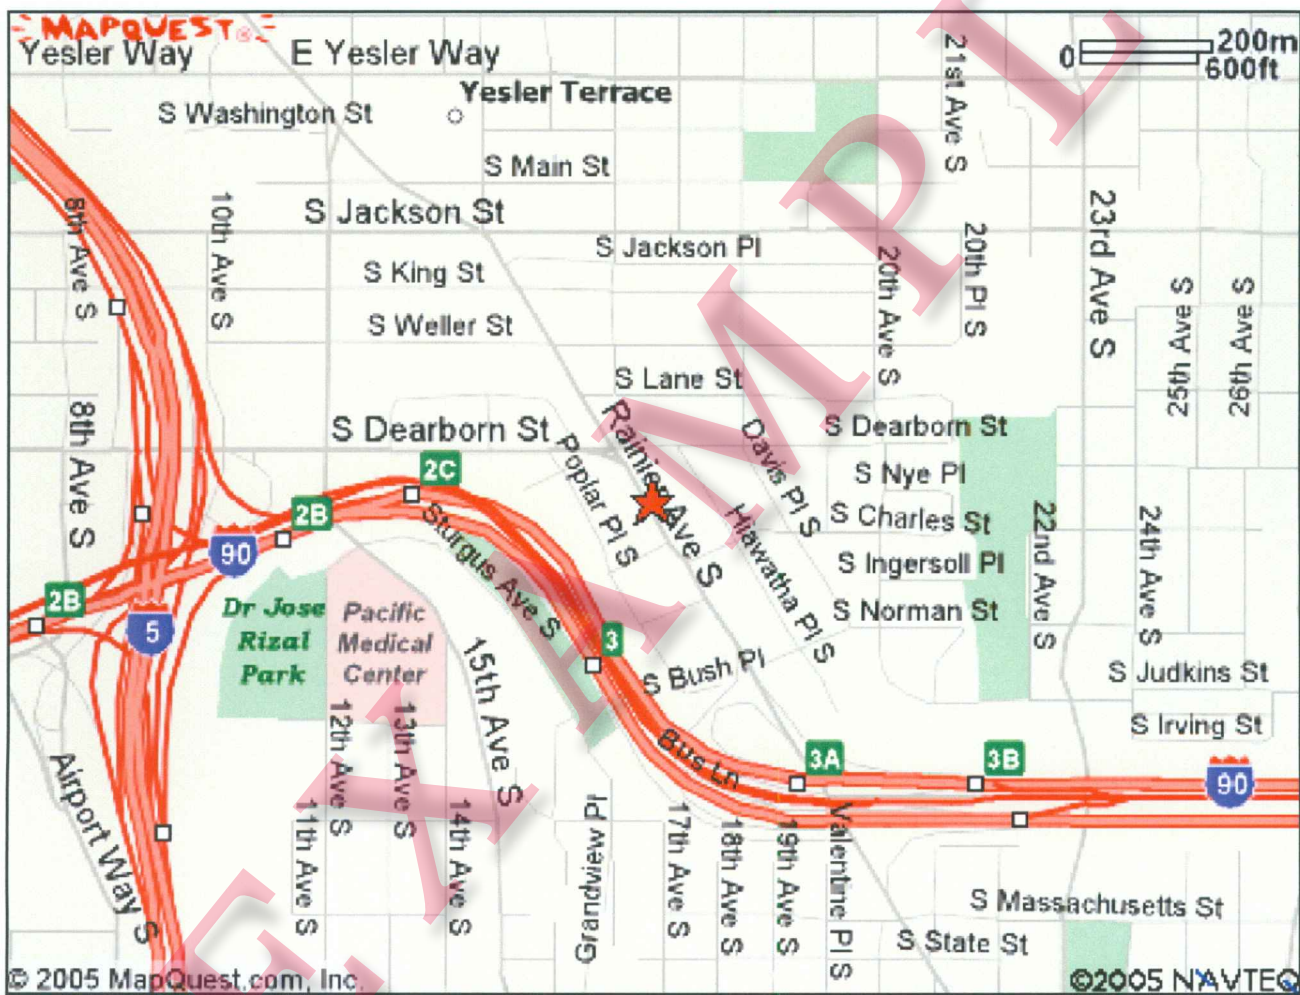 MAPQUEST®
Yesler Way
E Yesler Way
0
200m
600ft
Yesler Terrace
S Washington St
21st Ave S
S Main St
8th Ave S
10th Ave S
S Jackson St
23rd Ave S
S Jackson Pl
20th Pl S
20th Ave S
S King St
25th Ave S
26th Ave S
S Weller St
S Lane St
8th Ave S
S Dearborn St
Rainier Ave S
S Dearborn St
Poplar Pl S
Davis Pl S
2C
S Nye Pl
2B
Sturgus Ave S
Hiawatha Pl S
S Charles St
22nd Ave S
24th Ave S
90
S Ingersoll Pl
2B
Dr Jose
Rizal
Park
Pacific
Medical
Center
S Norman St
5
3
15th Ave S
S Bush Pl
S Judkins St
12th Ave S
13th Ave S
S Irving St
Bus Ln
3A
3B
90
Airport Way S
11th Ave S
14th Ave S
Grandview Pl
17th Ave S
18th Ave S
19th Ave S
Valentine Pl S
S Massachusetts St
S State St
© 2005 MapQuest.com, Inc.
©2005 NAVTEQ
EXAMPL